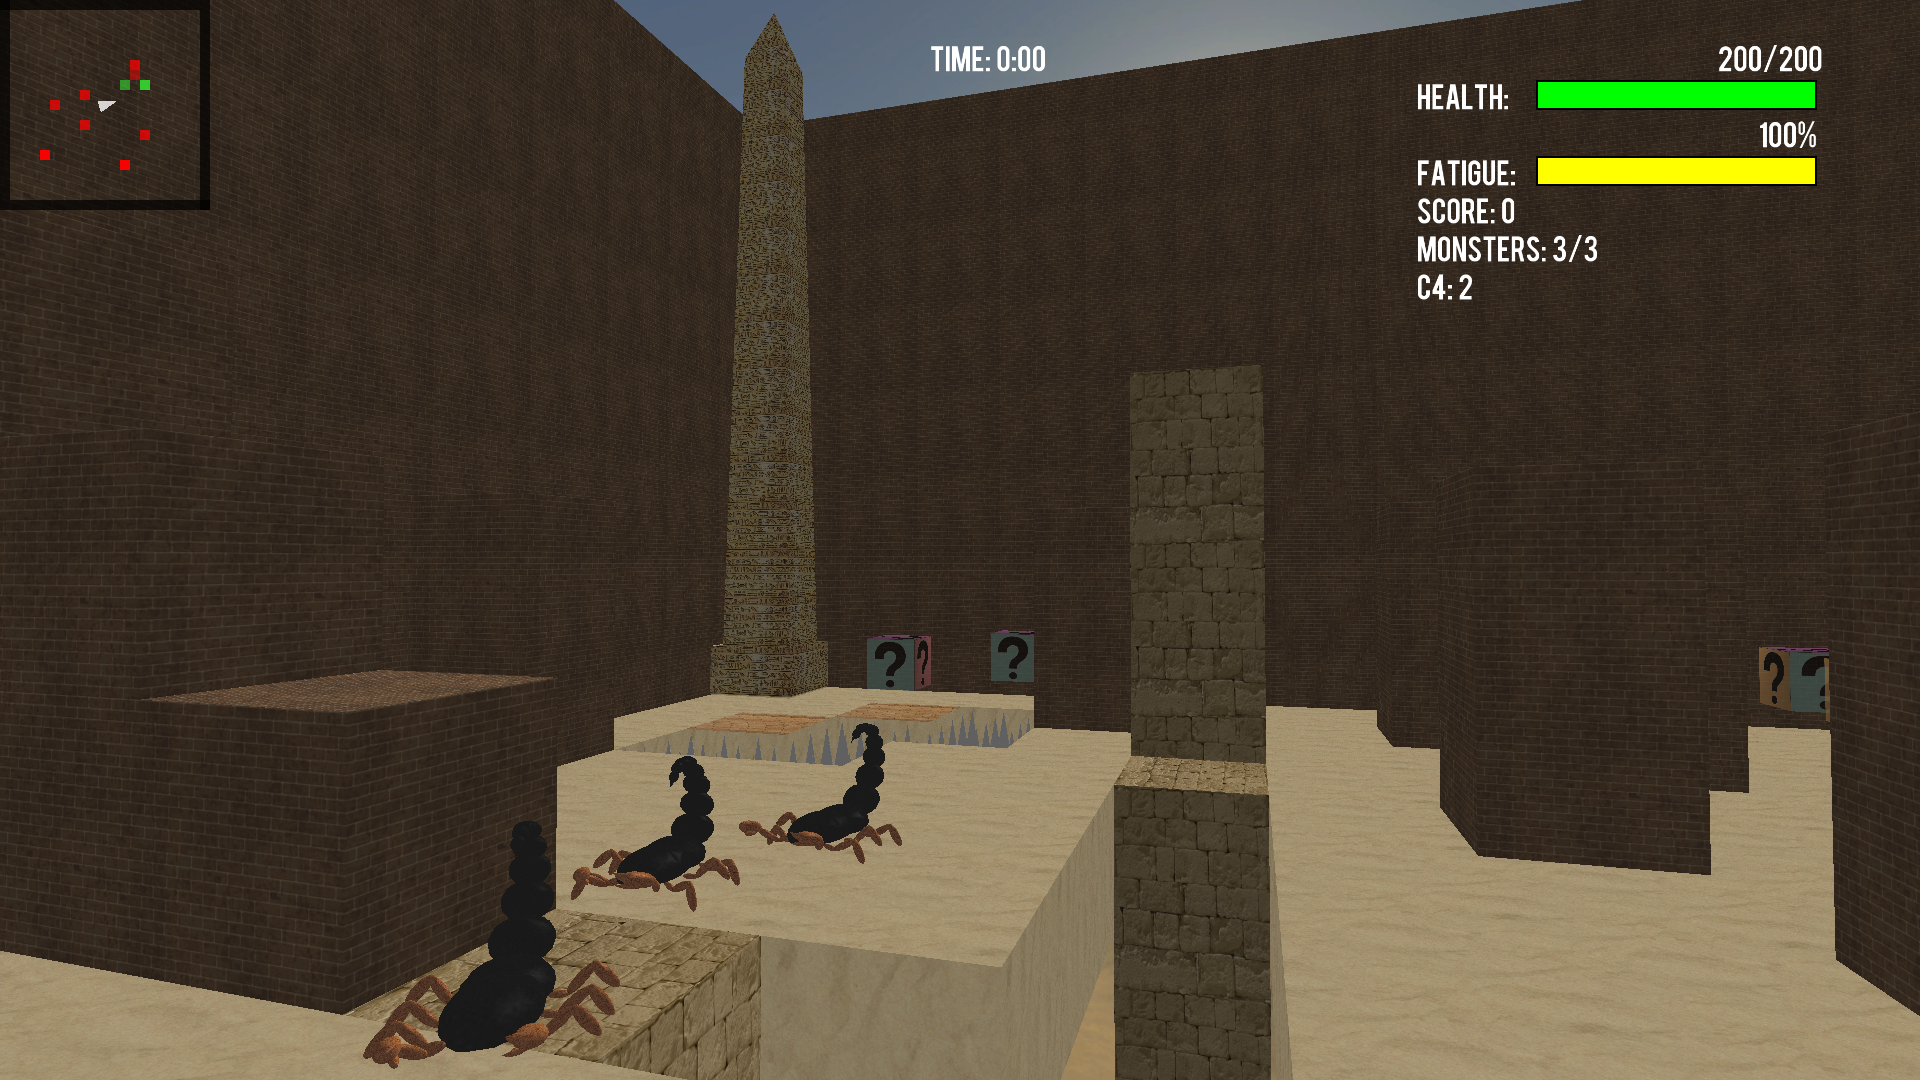 TIME: 0:00
200/200
HEALTH:
100%
FATIGUE:
SCORE: 0
MONSTERS: 3/3
C4: 2
? ? ? ? ?